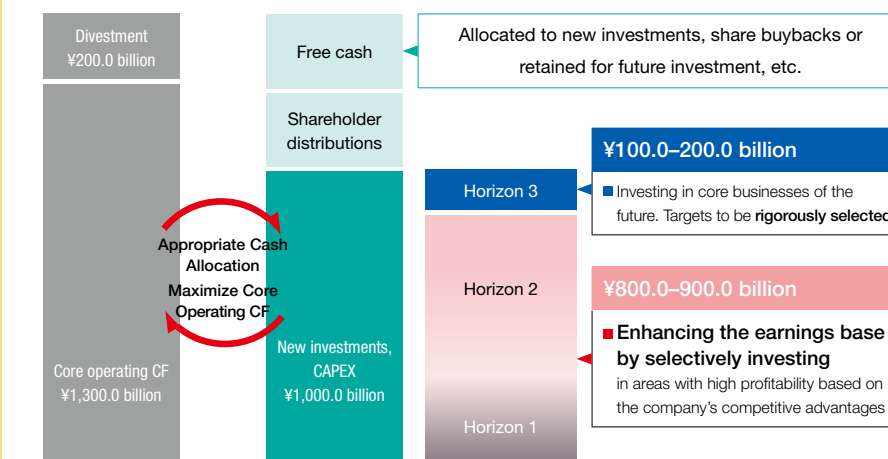 Divestment
¥200.0 billion
Core operating CF
¥1,300.0 billion
Appropriate Cash
Allocation
Maximize Core
Operating CF
Free cash
Shareholder
distributions
New investments,
CAPEX
¥1,000.0 billion
Allocated to new investments, share buybacks or
retained for future investment, etc.
Horizon 3
Horizon 2
Horizon 1
¥100.0–200.0 billion
Investing in core businesses of the
future. Targets to be rigorously selected
¥800.0–900.0 billion
Enhancing the earnings base
by selectively investing
in areas with high profitability based on
the company's competitive advantages